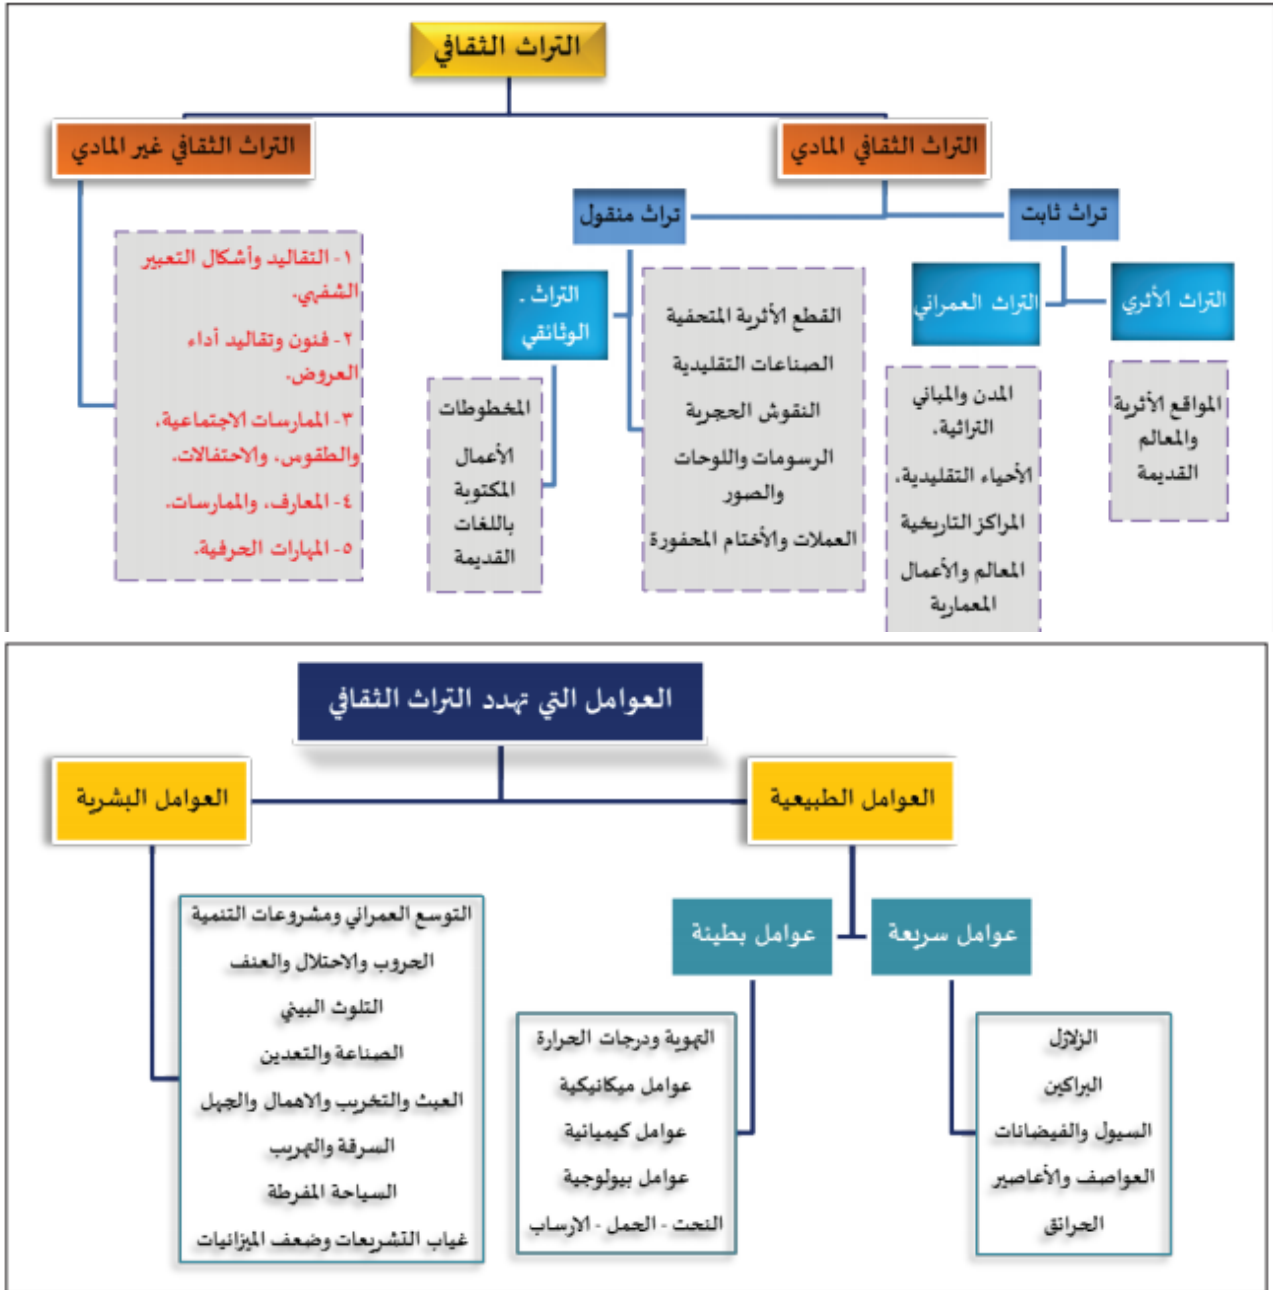 التراث الثقافي
التراث الثقافي المادي
التراث الثقافي غير المادي
تراث ثابت
تراث منقول
التراث الأثري
التراث العمراني
التراث .
الوثائقي
المواقع الأثرية
والمعالم
القديمة
المدن والمباني
التراثية.
الأحياء التقليدية.
المراكز التاريخية
المعالم والأعمال
المعمارية
القطع الأثرية المتحفية
الصناعات التقليدية
النقوش الحجرية
الرسومات واللوحات
والصور
العملات والأختام المحفورة
المخطوطات
الأعمال
المكتوبة
باللغات
القديمة
١- التقاليد وأشكال التعبير
الشفهي.
٢- فنون وتقاليد أداء
العروض.
٣- الممارسات الاجتماعية،
والطقوس، والاحتفالات.
٤- المعارف، والممارسات.
٥- المهارات الحرفية.
العوامل التي تهدد التراث الثقافي
العوامل الطبيعية
العوامل البشرية
عوامل سريعة
عوامل بطيئة
الزلازل
البراكين
السيول والفيضانات
العواصف والأعاصير
الحرائق
التهوية ودرجات الحرارة
عوامل ميكانيكية
عوامل كيميائية
عوامل بيولوجية
النحت - الحمل - الارساب
التوسع العمراني ومشروعات التنمية
الحروب والاحتلال والعنف
التلوث البيئي
الصناعة والتعدين
العبث والتخريب والاهمال والجهل
السرقة والتهريب
السياحة المفرطة
غياب التشريعات وضعف الميزانيات